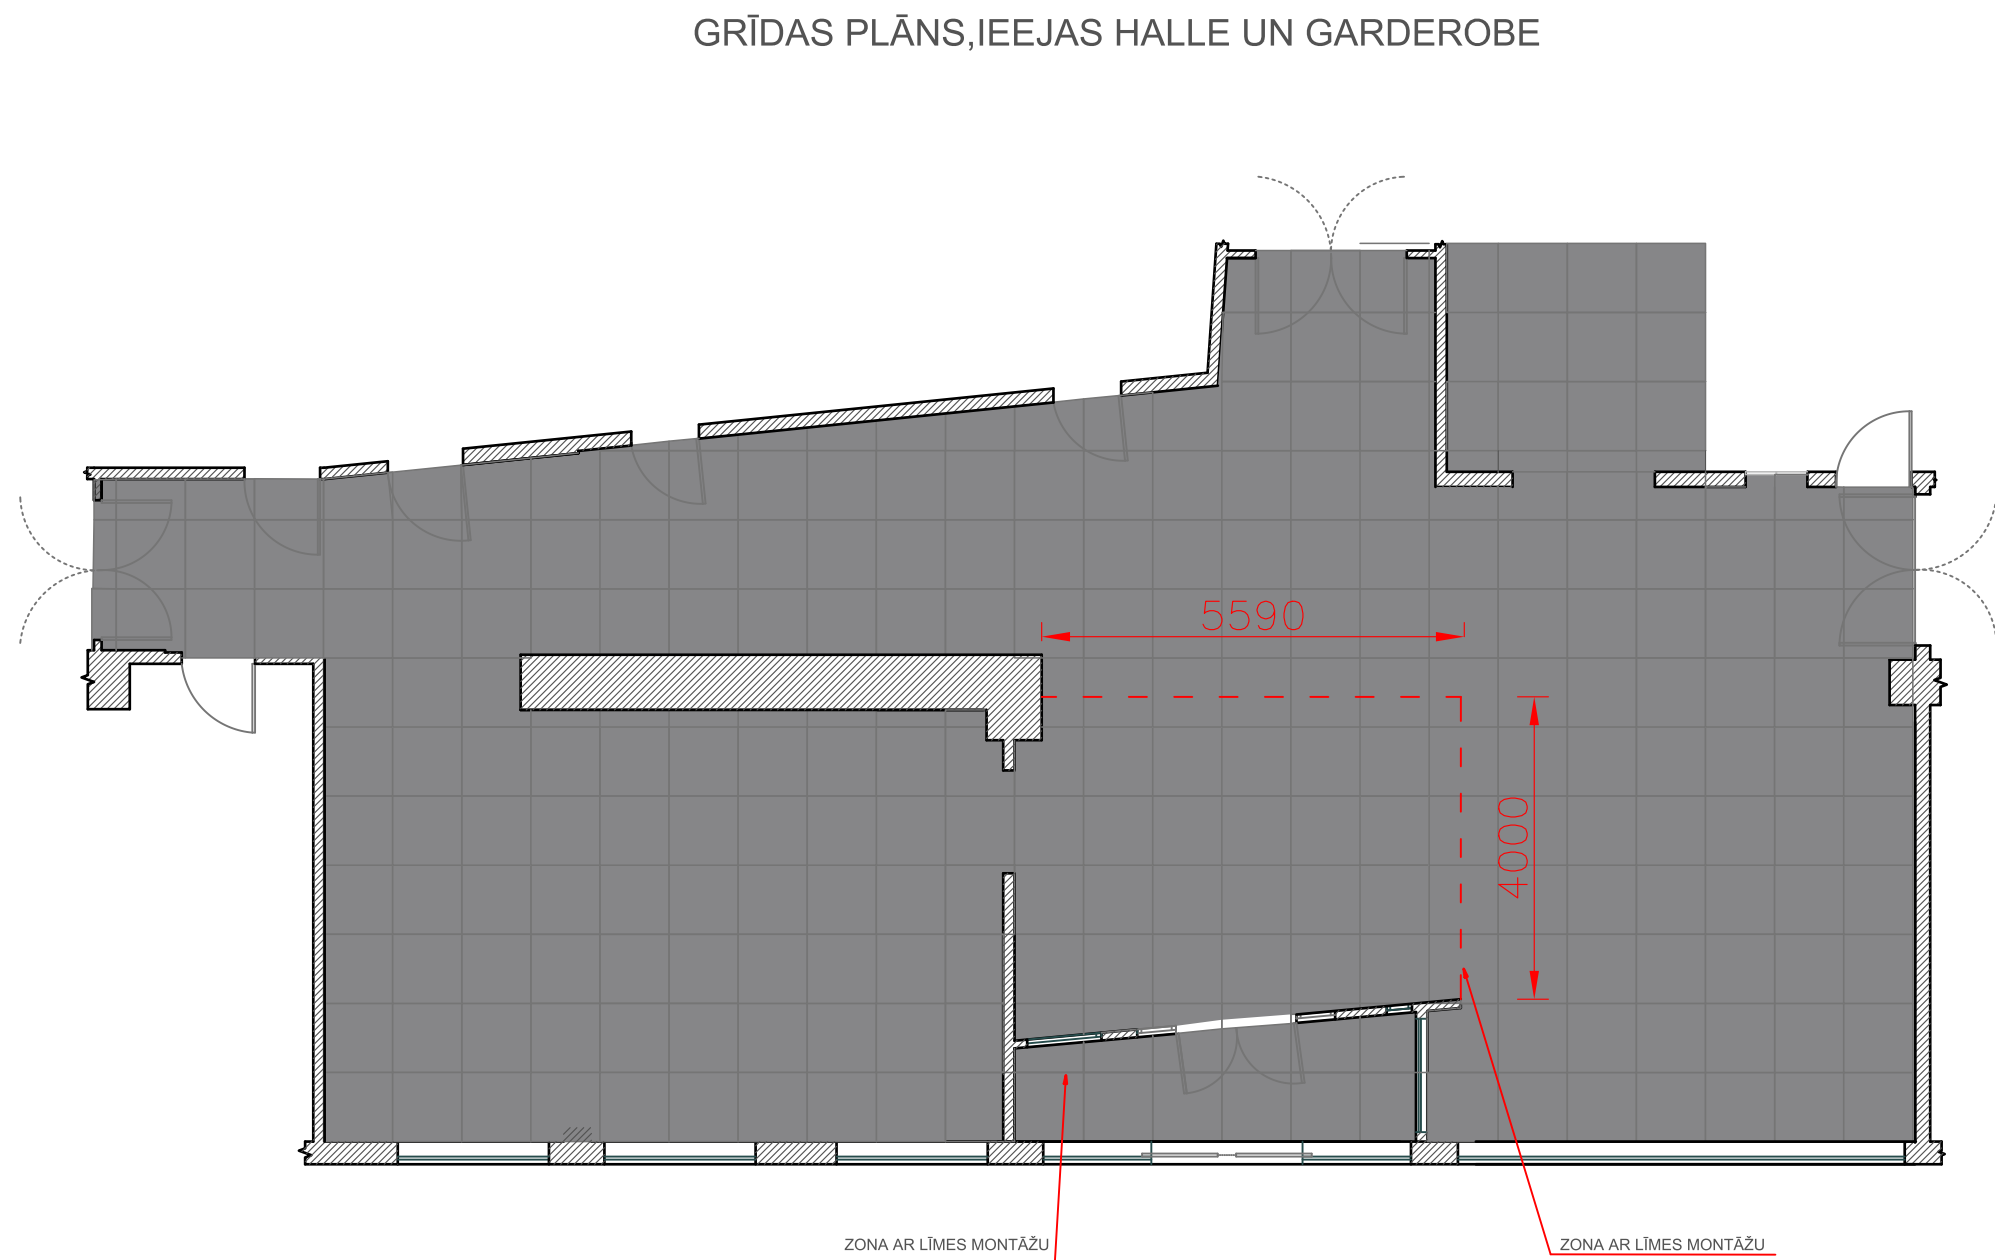 GRĪDAS PLĀNS,IEEJAS HALLE UN GARDEROBE
5590
4000
ZONA AR LĪMES MONTĀŽU
ZONA AR LĪMES MONTĀŽU